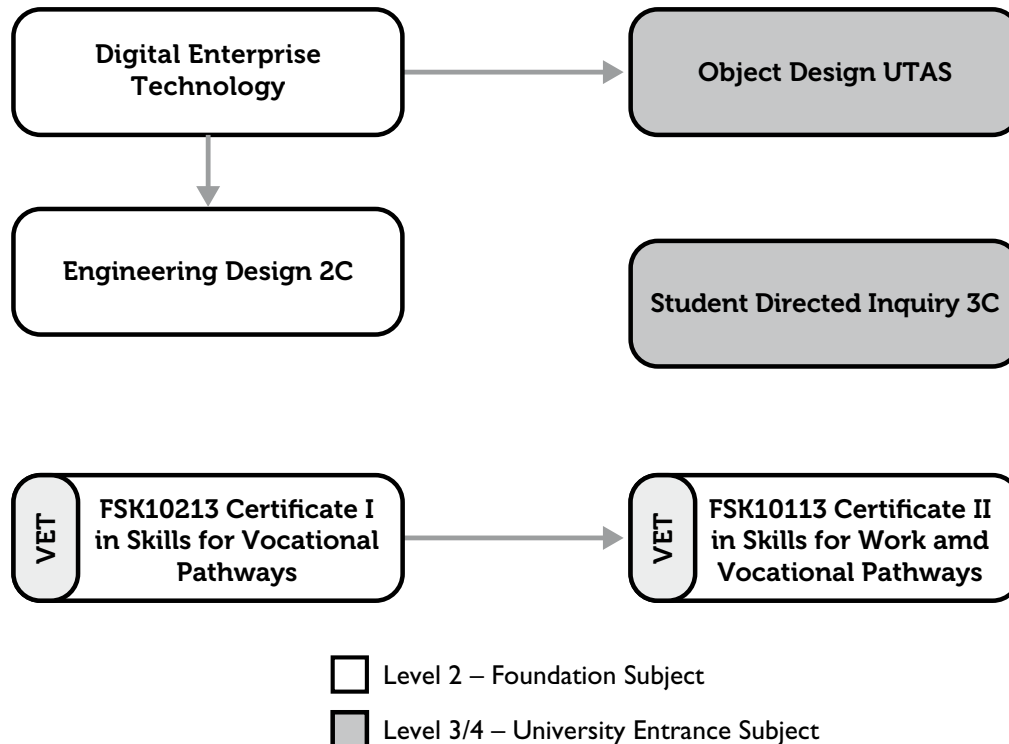 Digital Enterprise
Technology
Object Design UTAS
Engineering Design 2C
Student Directed Inquiry 3C
VET
FSK10213 Certificate I
in Skills for Vocational
Pathways
VET
FSK10113 Certificate II
in Skills for Work amd
Vocational Pathways
Level 2 – Foundation Subject
Level 3/4 – University Entrance Subject